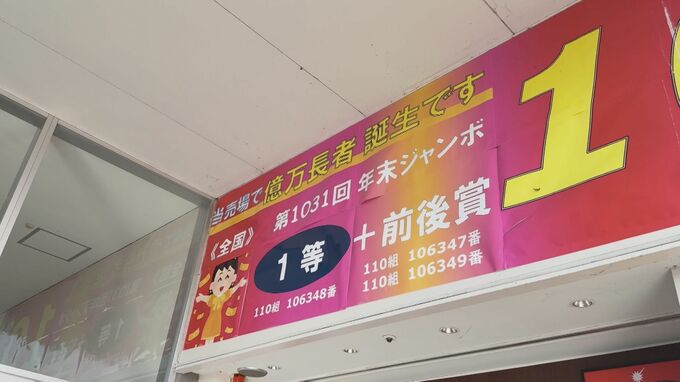 当売場で億万長者誕生です
第1031回 年末ジャンボ
《全国》
1等
+前後賞
110組 106348番
110組 106347番
110組 106349番
1
1等